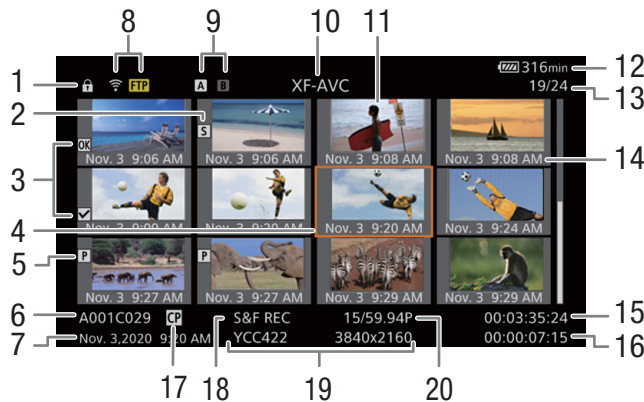 8 9 10 11
316min 12
1 FTP A B XF-AVC 19/24 13
2 S
OK Nov. 3 9:06 AM Nov. 3 9:06 AM Nov. 3 9:08 AM Nov. 3 9:08 AM 14
3
4 Nov. 3 9:20 AM Nov. 3 9:24 AM
5 P P
Nov. 3 9:27 AM Nov. 3 9:27 AM Nov. 3 9:29 AM Nov. 3 9:29 AM
6 A001C029 CP S&F REC 15/59.94P 00:03:35:24 15
7 Nov. 3,2020 9:20 AM YCC422 3840x2160 00:00:07:15 16
17 18 19 20